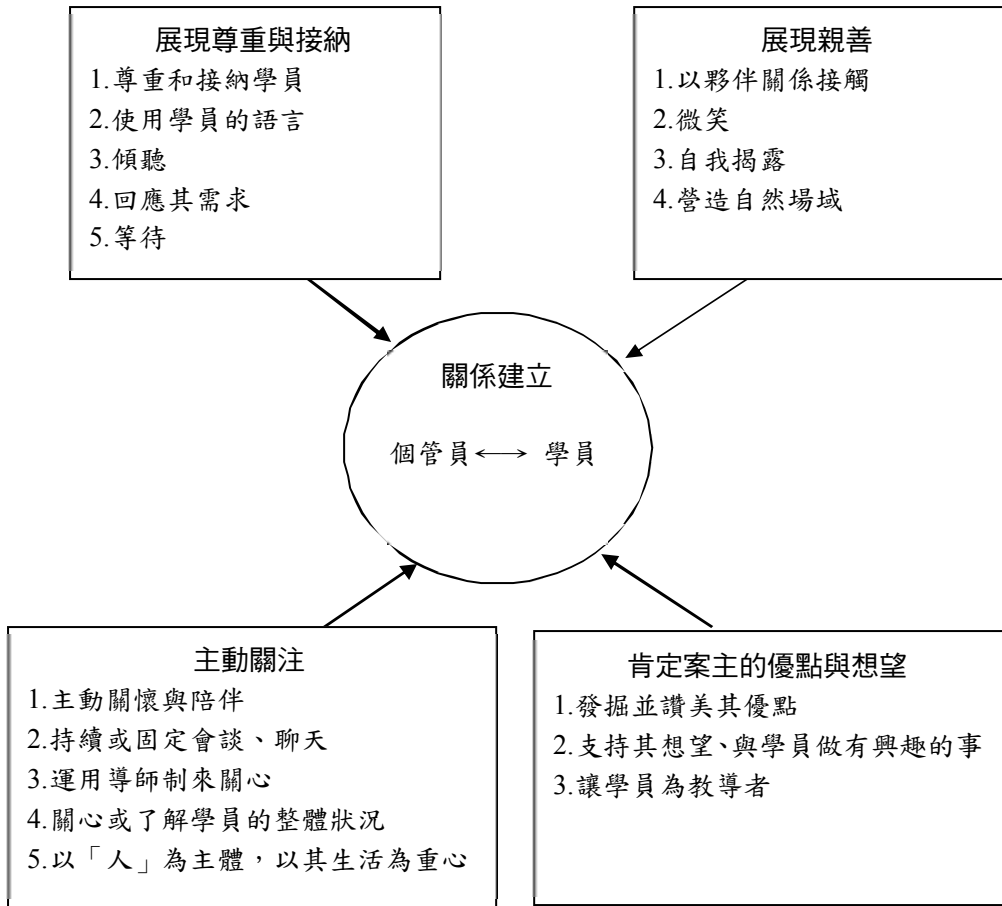 展現尊重與接納
1.尊重和接納學員
2.使用學員的語言
3.傾聽
4.回應其需求
5.等待
展現親善
1.以夥伴關係接觸
2.微笑
3.自我揭露
4.營造自然場域
關係建立
個管員←→ 學員
主動關注
1.主動關懷與陪伴
2.持續或固定會談、聊天
3.運用導師制來關心
4.關心或了解學員的整體狀況
5.以「人」為主體，以其生活為重心
肯定案主的優點與想望
1.發掘並讚美其優點
2.支持其想望、與學員做有興趣的事
3.讓學員為教導者